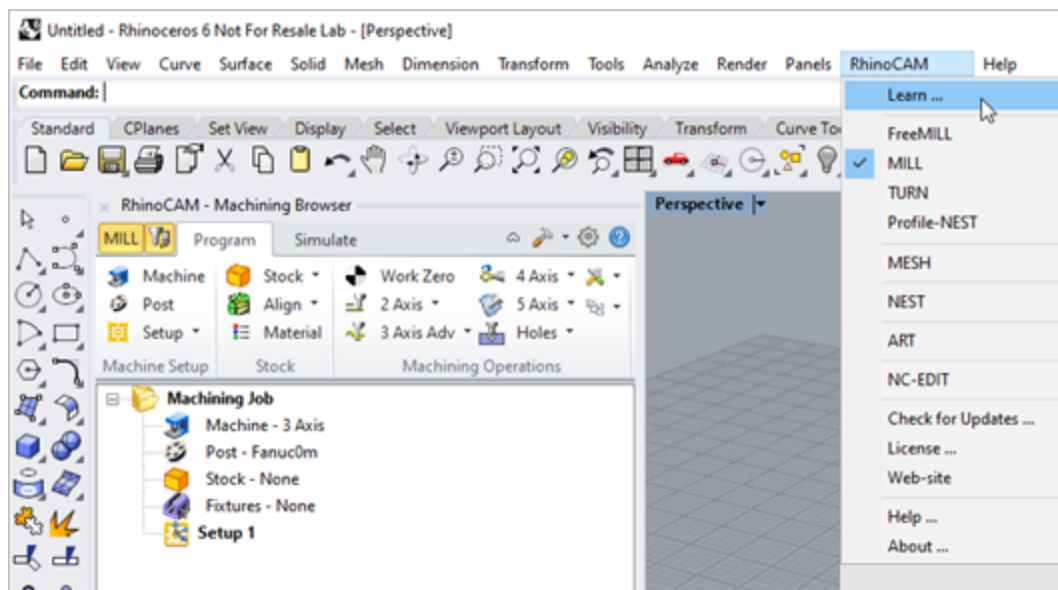 Untitled - Rhinoceros 6 Not For Resale Lab - [Perspective]
File Edit View Curve Surface Solid Mesh Dimension Transform Tools Analyze Render Panels RhinoCAM Help
Command:
Standard CPlanes Set View Display Select Viewport Layout Visibility Transform Curve Too
RhinoCAM - Machining Browser
MILL Program Simulate
Machine Stock Work Zero 4 Axis
Post Align 2 Axis 5 Axis
Setup Material 3 Axis Adv Holes
Machine Setup Stock Machining Operations
Machining Job
Machine - 3 Axis
Post - Fanuc0m
Stock - None
Fixtures - None
Setup 1
Perspective
Learn ...
FreeMILL
MILL
TURN
Profile-NEST
MESH
NEST
ART
NC-EDIT
Check for Updates ...
License ...
Web-site
Help ...
About ...